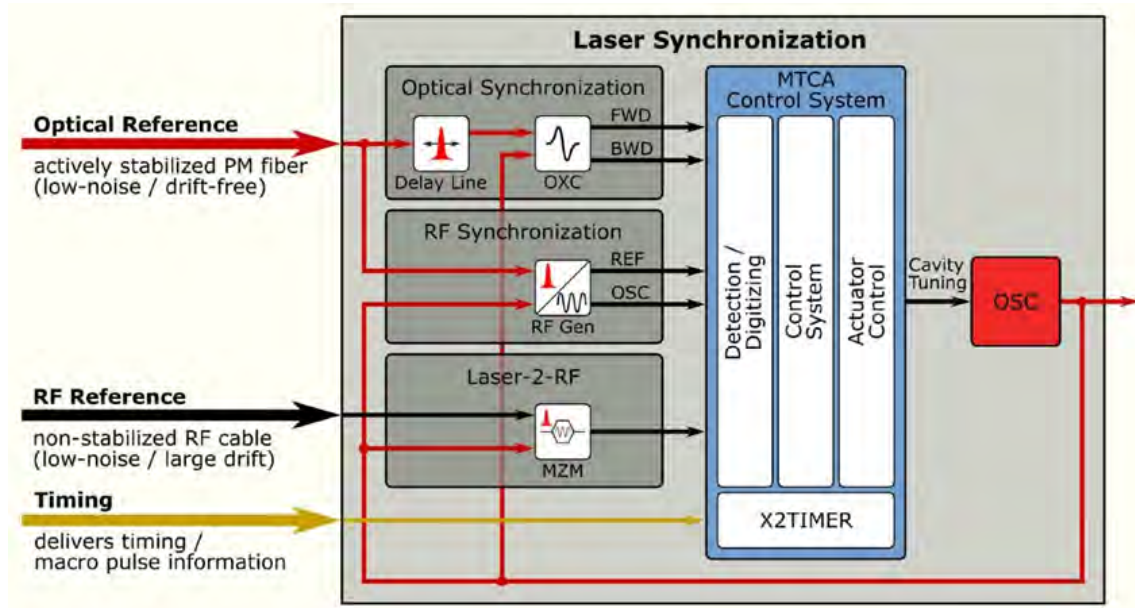 Laser Synchronization
Optical Reference
actively stabilized PM fiber
(low-noise / drift-free)
Optical Synchronization
Delay Line
OXC
FWD
BWD
RF Synchronization
RF Gen
REF
OSC
RF Reference
non-stabilized RF cable
(low-noise / large drift)
Laser-2-RF
W
MZM
Timing
delivers timing /
macro pulse information
MTCA
Control System
Detection /
Digitizing
Control
System
Actuator
Control
X2TIMER
Cavity
Tuning
OSC